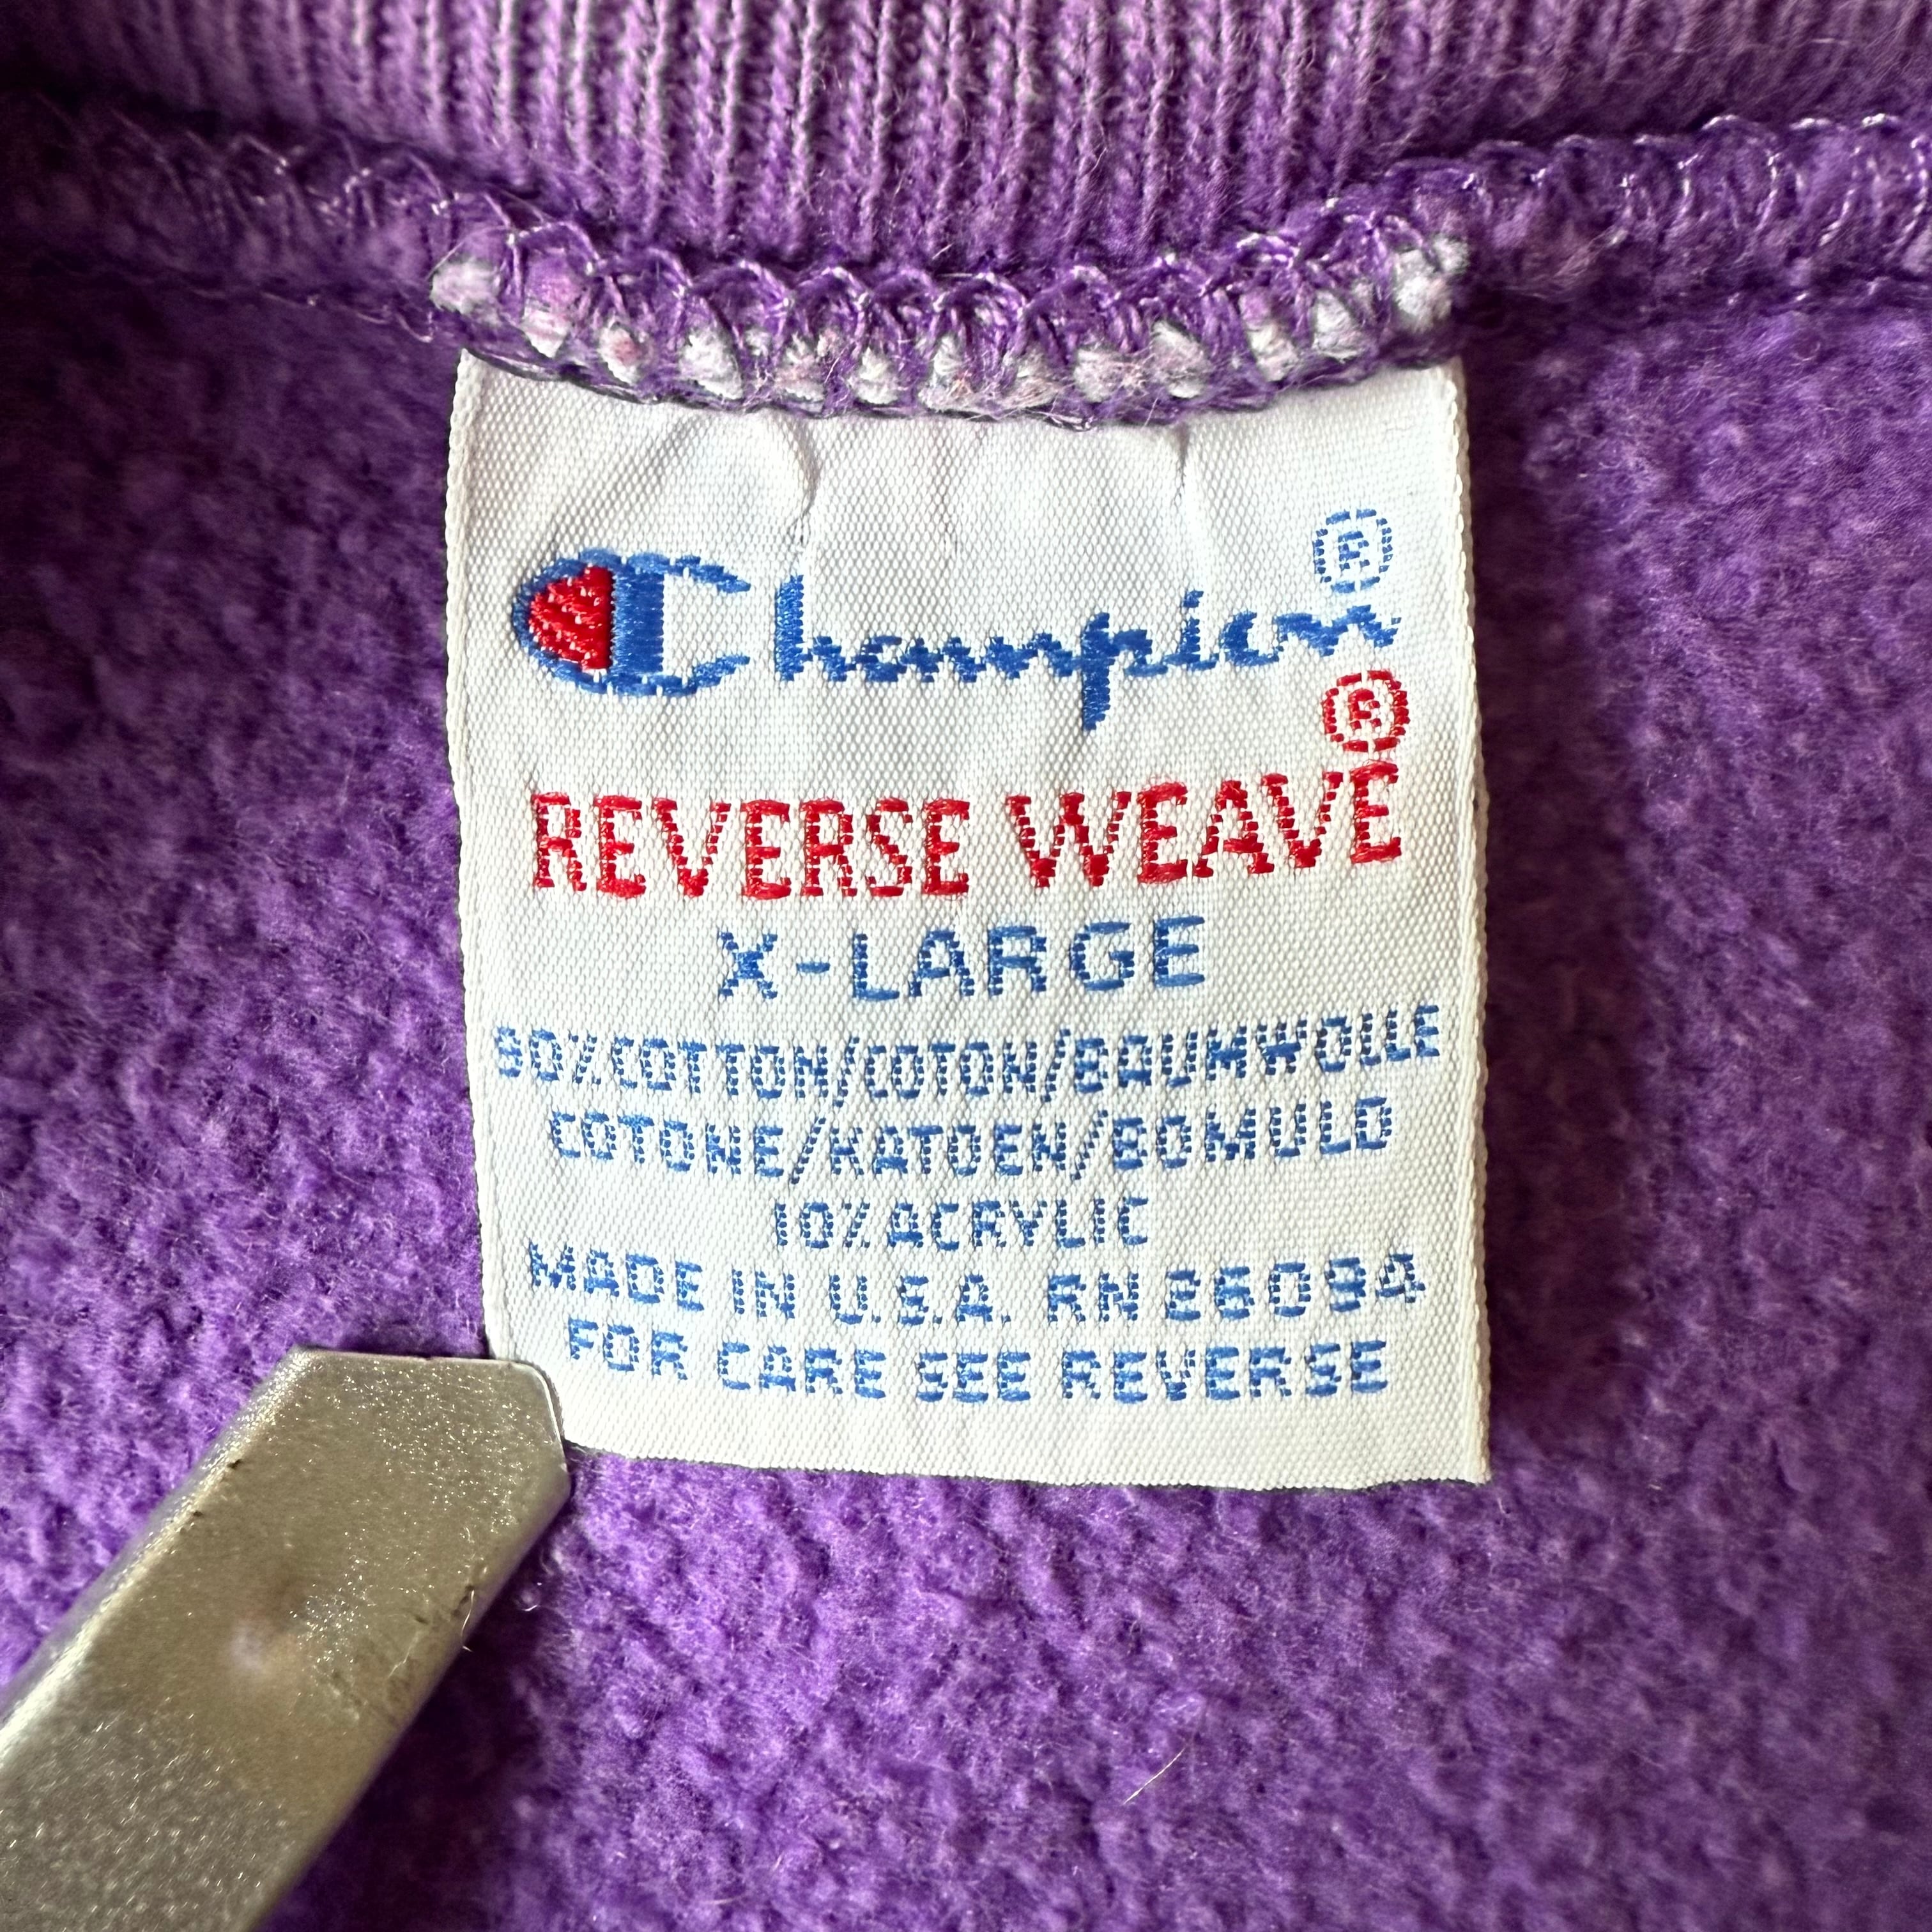 Champion®
REVERSE WEAVE®
X-LARGE
90%COTTON/COTON/BAUMWOLLE
COTONE/KATOEN/BOMULD
10%ACRYLIC
MADE IN U.S.A. RN 26094
FOR CARE SEE REVERSE